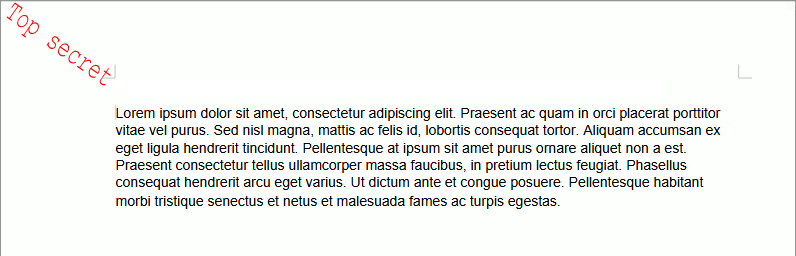 Top secret
Lorem ipsum dolor sit amet, consectetur adipiscing elit. Praesent ac quam in orci placerat porttitor
vitae vel purus. Sed nisl magna, mattis ac felis id, lobortis consequat tortor. Aliquam accumsan ex
eget ligula hendrerit tincidunt. Pellentesque at ipsum sit amet purus ornare aliquet non a est.
Praesent consectetur tellus ullamcorper massa faucibus, in pretium lectus feugiat. Phasellus
consequat hendrerit arcu eget varius. Ut dictum ante et congue posuere. Pellentesque habitant
morbi tristique senectus et netus et malesuada fames ac turpis egestas.